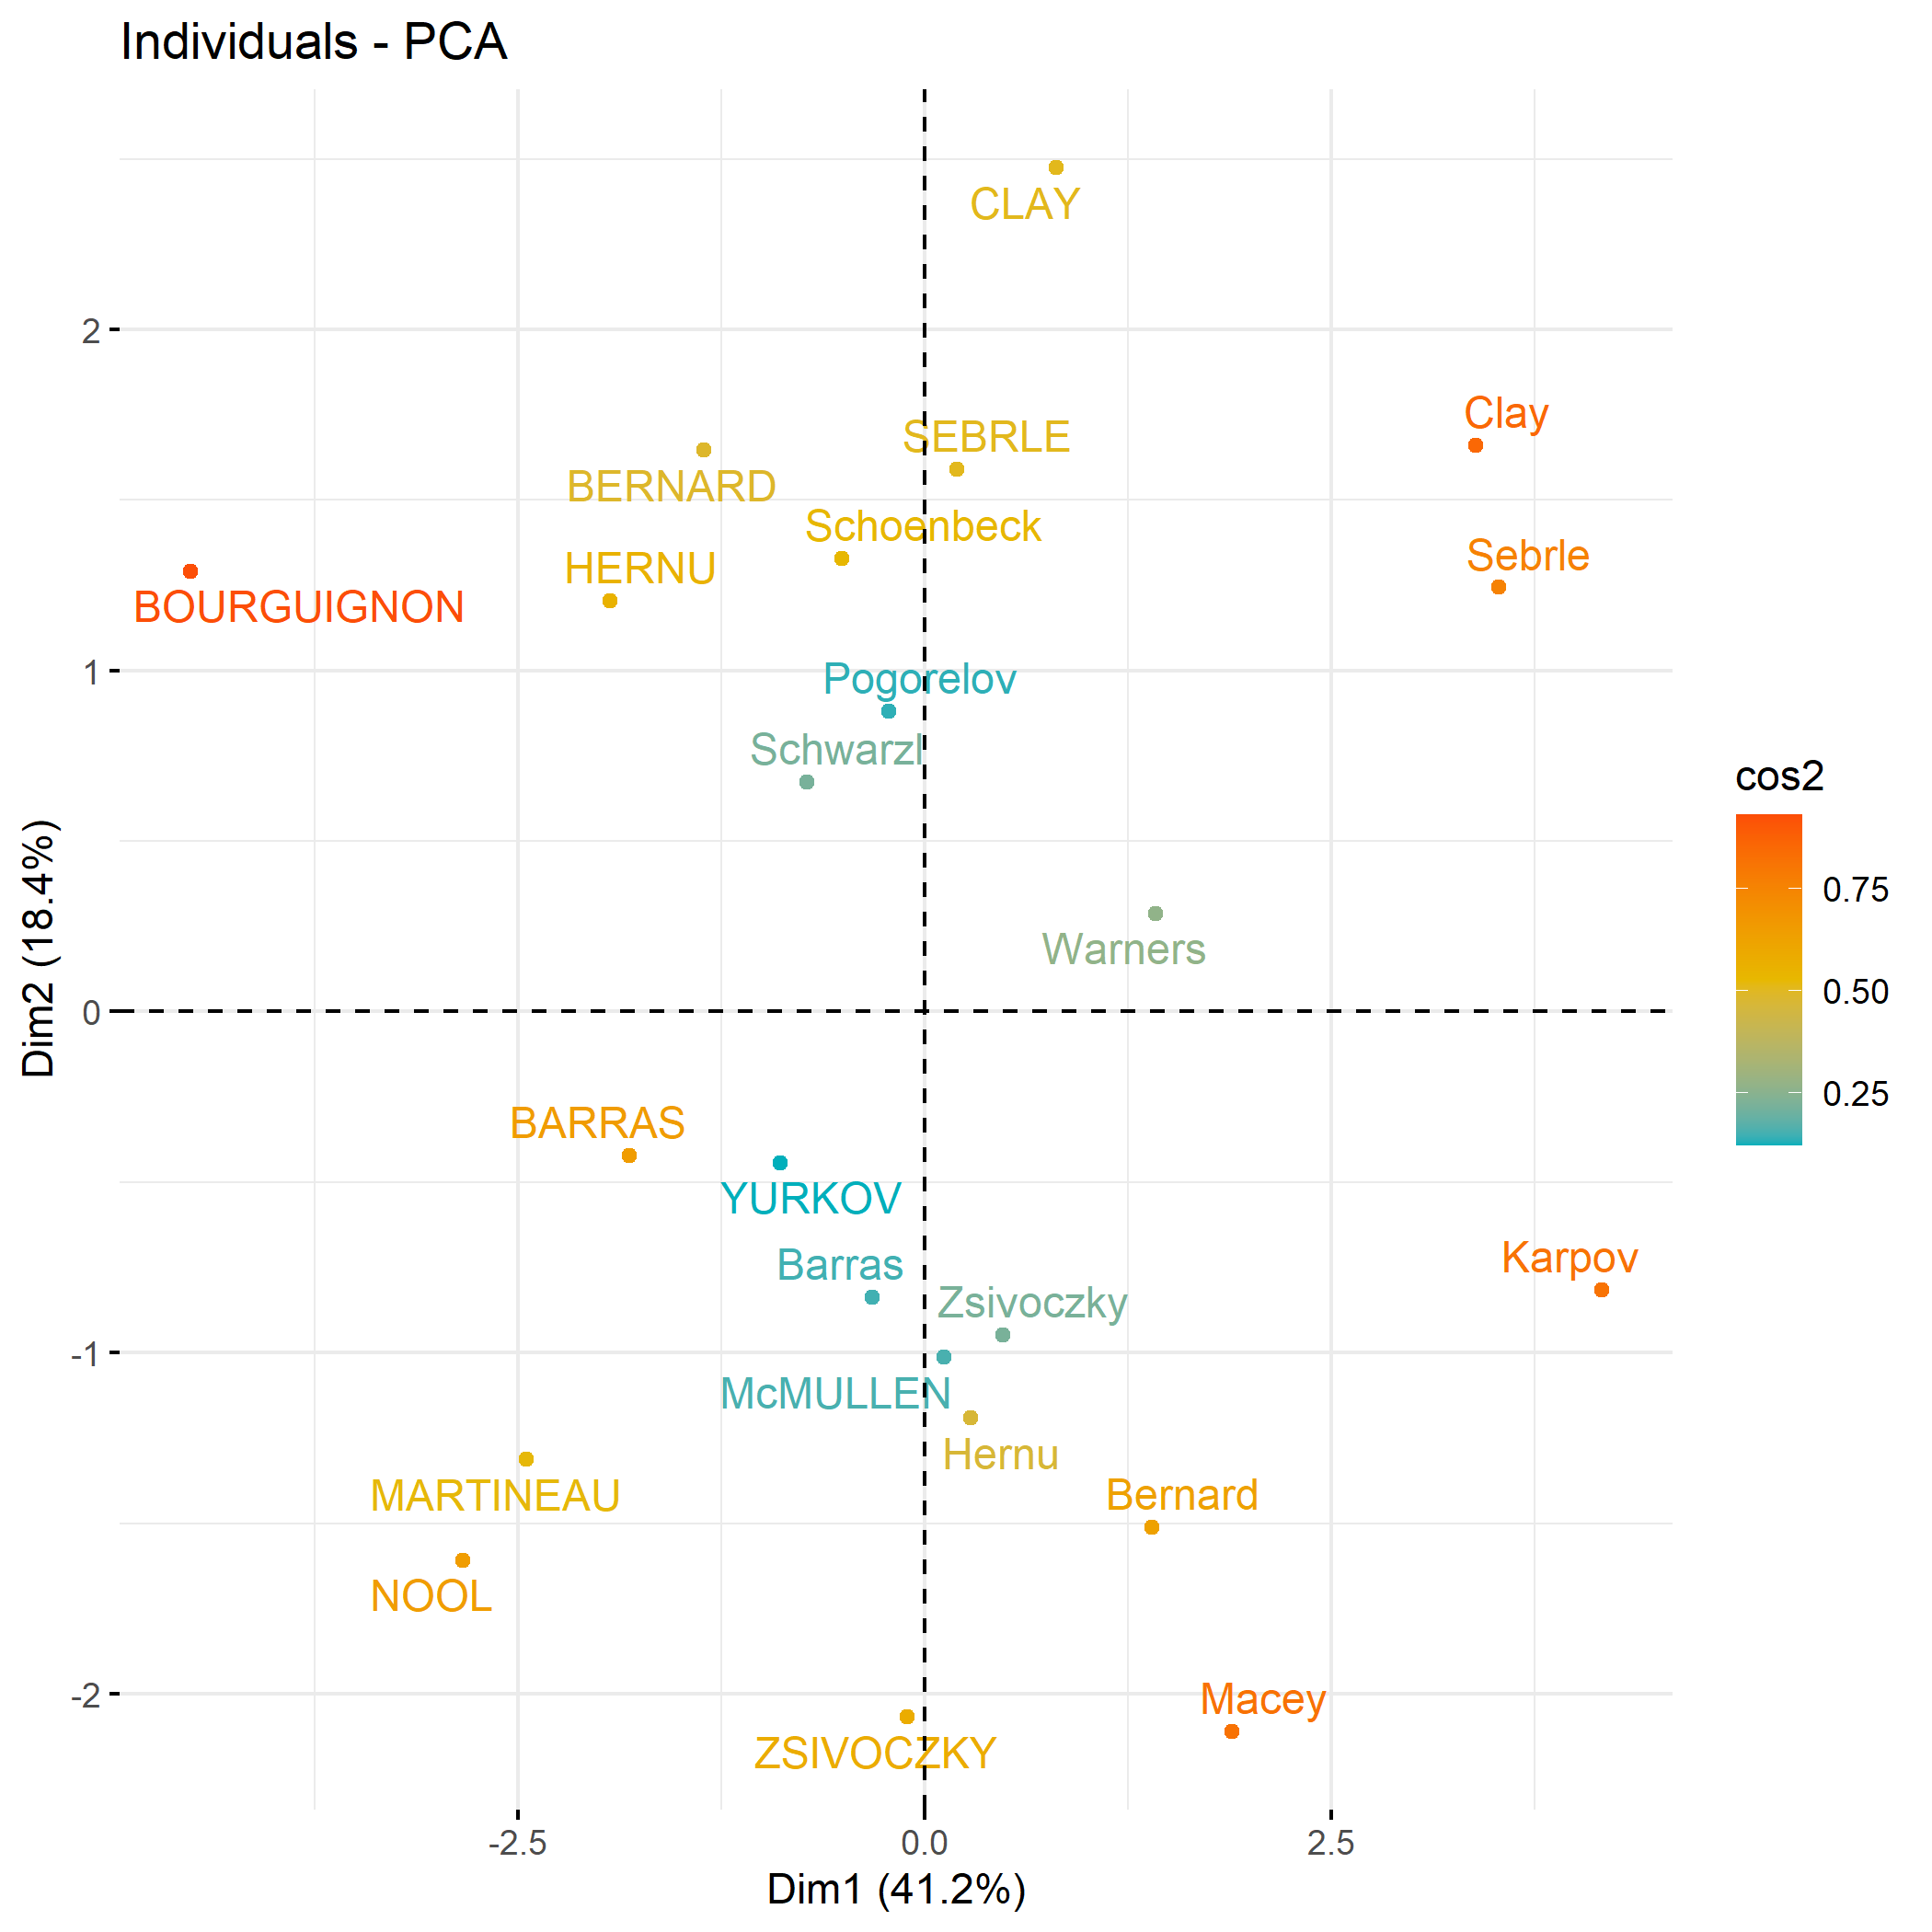 Individuals - PCA
CLAY
2
Clay
SEBRLE
BERNARD
Schoenbeck
Sebrle
HERNU
BOURGUIGNON
1
Pogorelov
Schwarzl
cos2
0.75
Warners
0.50
0
Dim2 (18.4%)
0.25
BARRAS
YURKOV
Barras
Karpov
Zsivoczky
-1
McMULLEN
Hernu
MARTINEAU
Bernard
NOOL
-2
Macey
ZSIVOCZKY
-2.5
0.0
2.5
Dim1 (41.2%)